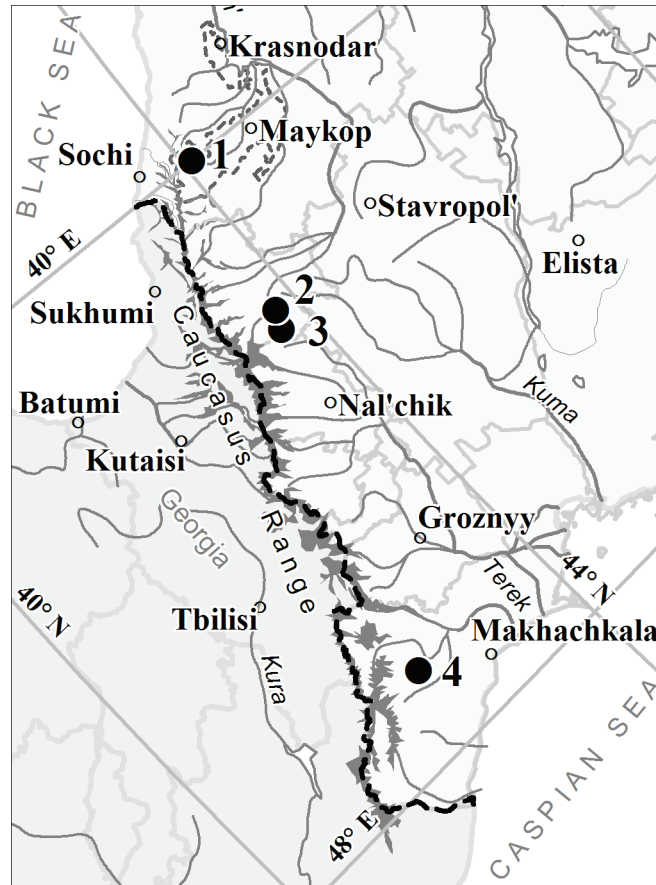 Krasnodar
BLACK SEA
Maykop
1
Sochi
Stavropol'
40° E
Elista
2
Sukhumi
3
Caucasus
Range
Kuma
Nal'chik
Batumi
Kutaisi
Georgia
Groznyy
44° N
40° N
Terek
Tbilisi
Makhachkala
Kura
4
CASPIAN SEA
48° E